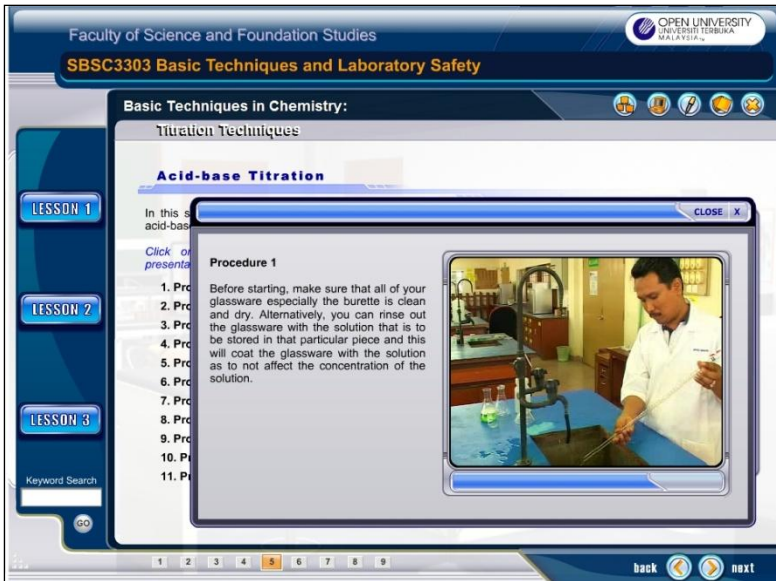 Faculty of Science and Foundation Studies
OPEN UNIVERSITY
UNIVERSITI TERBUKA
MALAYSIA
SBSC3303 Basic Techniques and Laboratory Safety
Basic Techniques in Chemistry:
Titration Techniques
Acid-base Titration
LESSON 1
LESSON 2
LESSON 3
Keyword Search
GO
In this s
acid-bas
Click or
presenta
1. Pro
2. Pro
3. Pro
4. Pro
5. Pro
6. Pro
7. Pro
8. Pro
9. Pro
10. P
11. P
CLOSE X
Procedure 1
Before starting, make sure that all of your
glassware especially the burette is clean
and dry. Alternatively, you can rinse out
the glassware with the solution that is to
be stored in that particular piece and this
will coat the glassware with the solution
as to not affect the concentration of the
solution.
1 2 3 4 5 6 7 8 9
back next